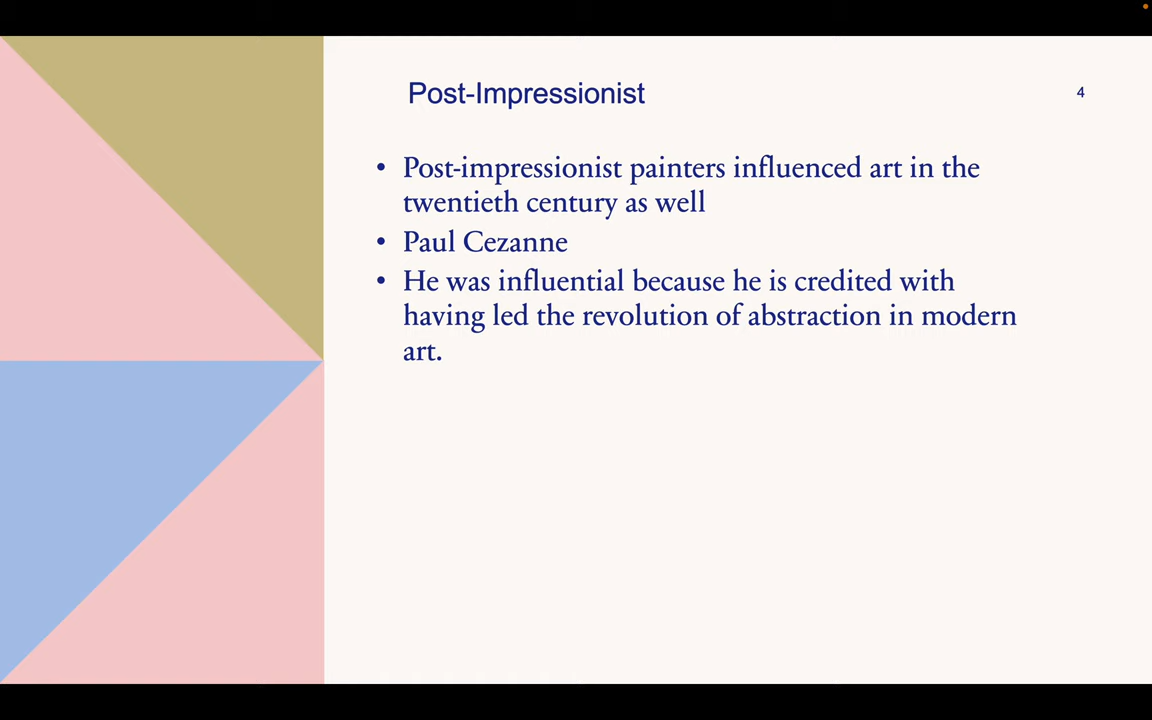 Post-Impressionist
4
• Post-impressionist painters influenced art in the
twentieth century as well
• Paul Cezanne
• He was influential because he is credited with
having led the revolution of abstraction in modern
art.